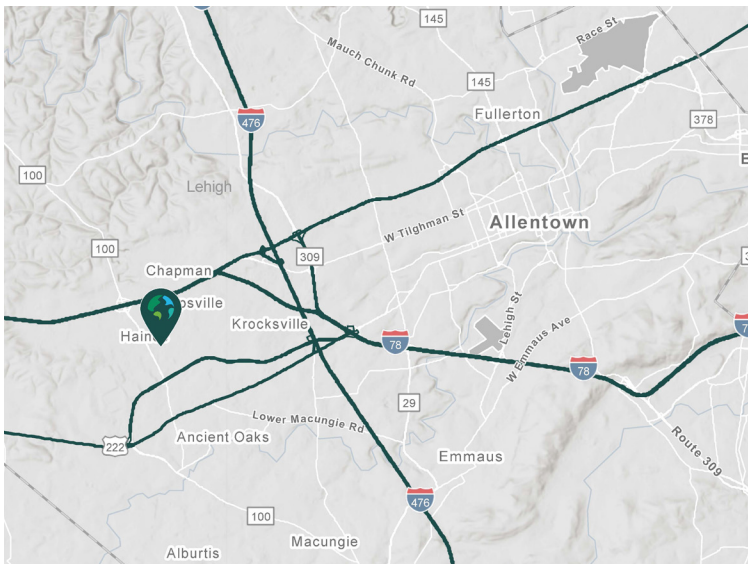 145
Race St
Mauch Chunk Rd
145
Fullerton
476
378
100
Lehigh
W Tilghman St
Allentown
100
309
Chapman
Krocksville
Lehigh St
78
W Emmaus Ave
78
29
Lower Macungie Rd
Ancient Oaks
222
Route 309
Emmaus
476
100
Macungie
Alburtis